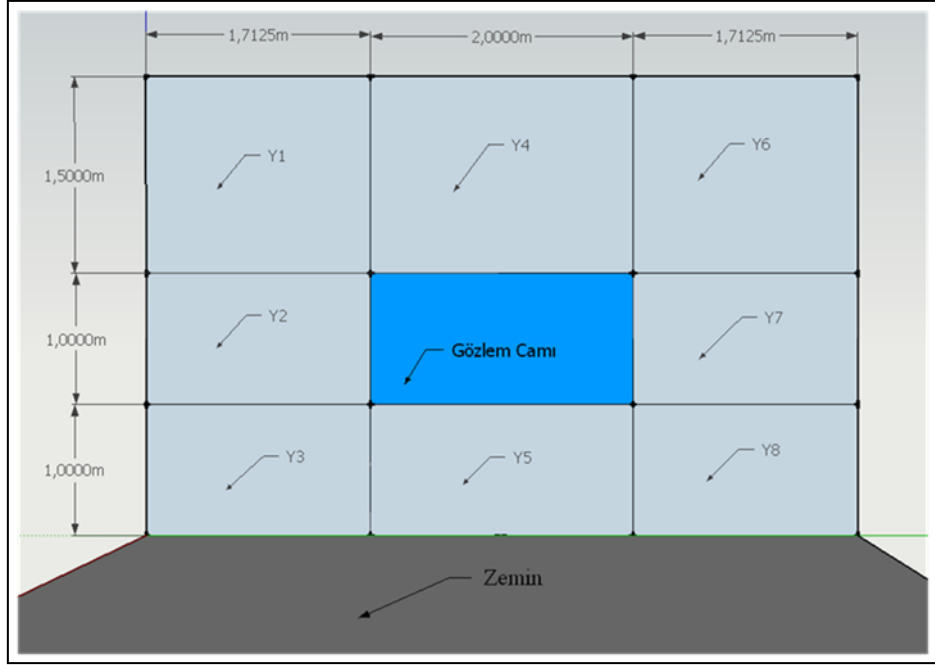 1,7125m
2,0000m
1,7125m
1,5000m
Y1
Y4
Y6
1,0000m
Y2
Gözlem Camı
Y7
1,0000m
Y3
Y5
Y8
Zemin